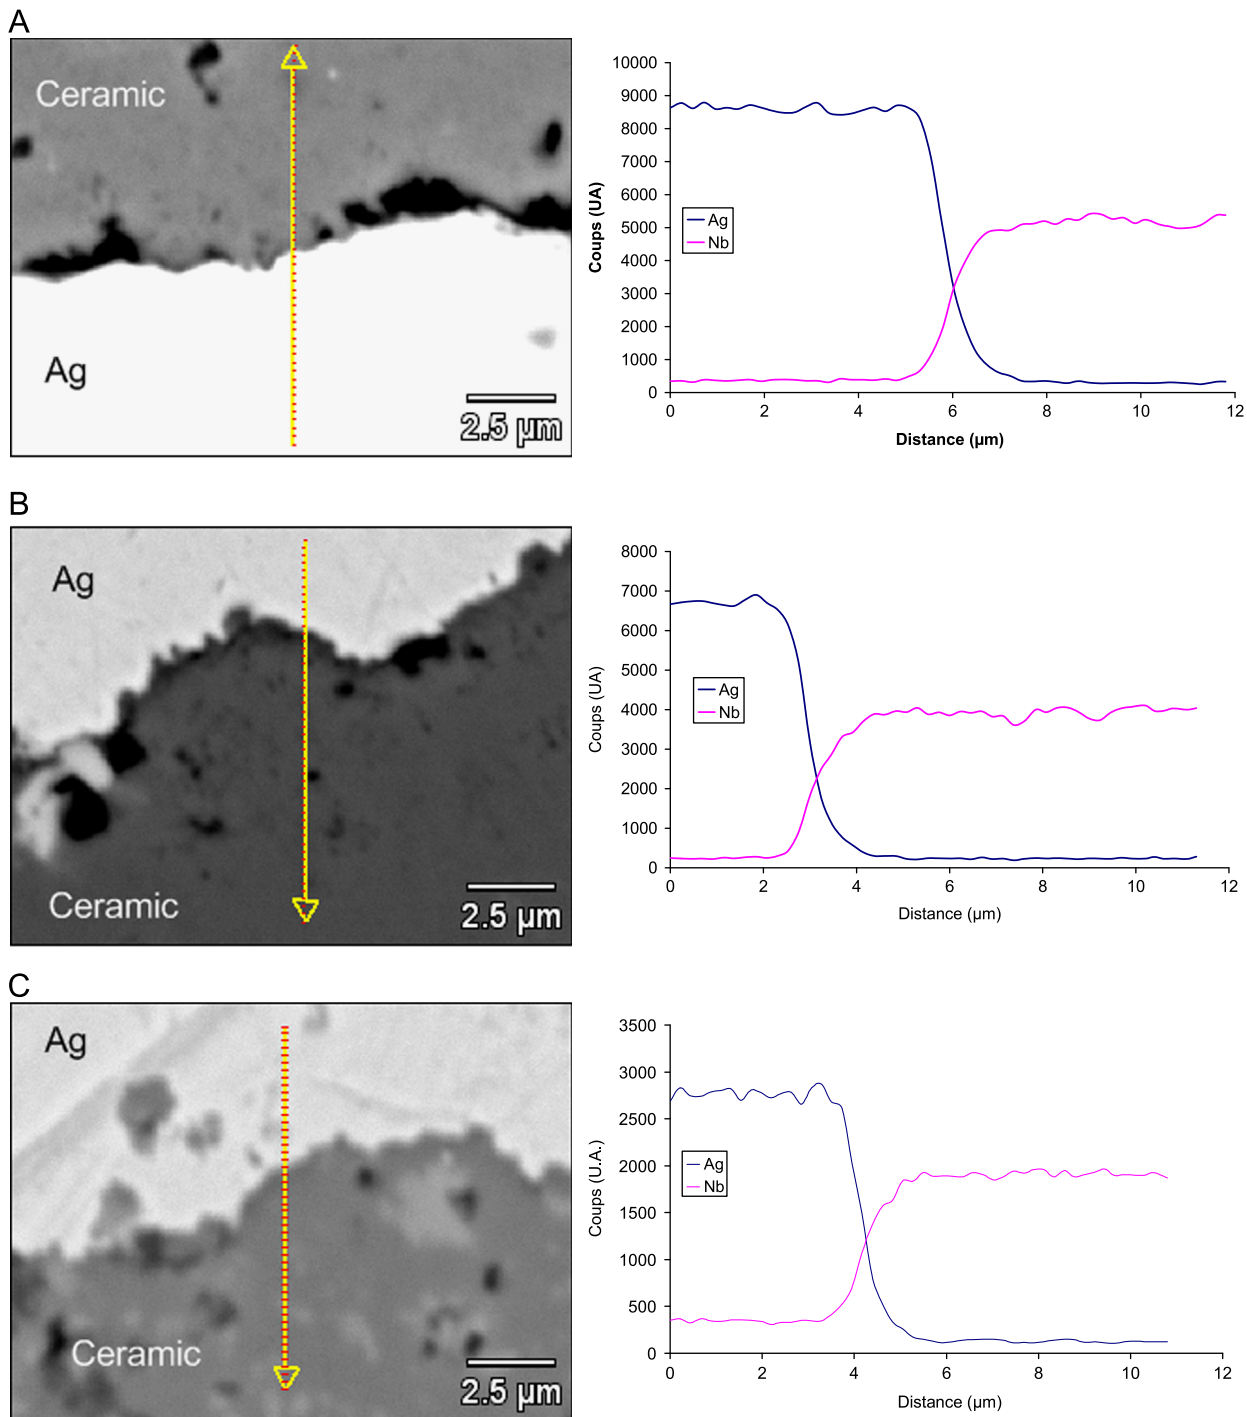 A
Ceramic
Ag
2.5 µm
10000
9000
8000
7000
6000
5000
4000
3000
2000
1000
0
Coups (UA)
Ag
Nb
0 2 4 6 8 10 12
Distance (µm)
B
Ag
Ceramic
2.5 µm
8000
7000
6000
5000
4000
3000
2000
1000
0
Coups (UA)
Ag
Nb
0 2 4 6 8 10 12
Distance (µm)
C
Ag
Ceramic
2.5 µm
3500
3000
2500
2000
1500
1000
500
0
Coups (U.A.)
Ag
Nb
0 2 4 6 8 10 12
Distance (µm)